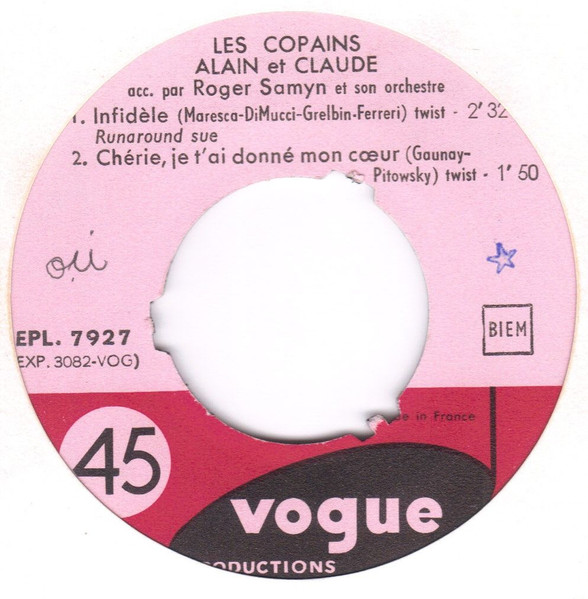 LES COPAINS
ALAIN et CLAUDE
acc. par Roger Samyn et son orchestre
1. Infidèle (Maresca-DiMucci-Grelbin-Ferreri) twist - 2'32
Runaround sue
2. Chérie, je t'ai donné mon cœur (Gaunay-
Pitowsky) twist - 1'50
oui
EPL. 7927
BIEM
EXP. 3082-VOG)
in France
45
vogue